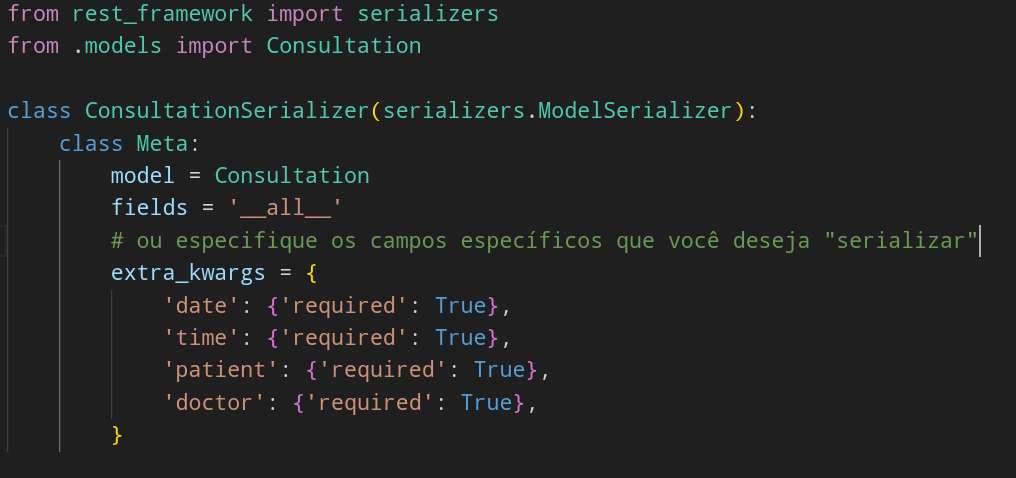 from rest_framework import serializers
from .models import Consultation
class ConsultationSerializer(serializers.ModelSerializer):
class Meta:
model = Consultation
fields = '__all__'
# ou especifique os campos específicos que você deseja "serializar"
extra_kwargs = {
'date': {'required': True},
'time': {'required': True},
'patient': {'required': True},
'doctor': {'required': True},
}